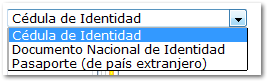 Cédula de Identidad
Cédula de Identidad
Documento Nacional de Identidad
Pasaporte (de país extranjero)